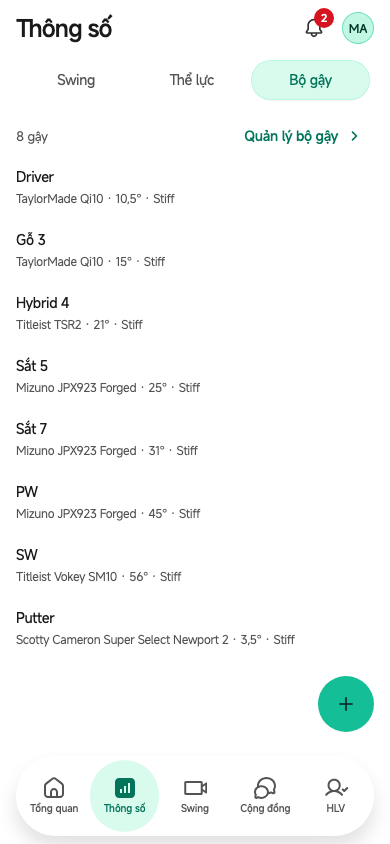 Thông số
2
MA
Swing
Thể lực
Bộ gậy
8 gậy
Quản lý bộ gậy
Driver
TaylorMade Qi10 · 10,5° · Stiff
Gỗ 3
TaylorMade Qi10 · 15° · Stiff
Hybrid 4
Titleist TSR2 · 21° · Stiff
Sắt 5
Mizuno JPX923 Forged · 25° · Stiff
Sắt 7
Mizuno JPX923 Forged · 31° · Stiff
PW
Mizuno JPX923 Forged · 45° · Stiff
SW
Titleist Vokey SM10 · 56° · Stiff
Putter
Scotty Cameron Super Select Newport 2 · 3,5° · Stiff
Tổng quan
Thông số
Swing
Cộng đồng
HLV